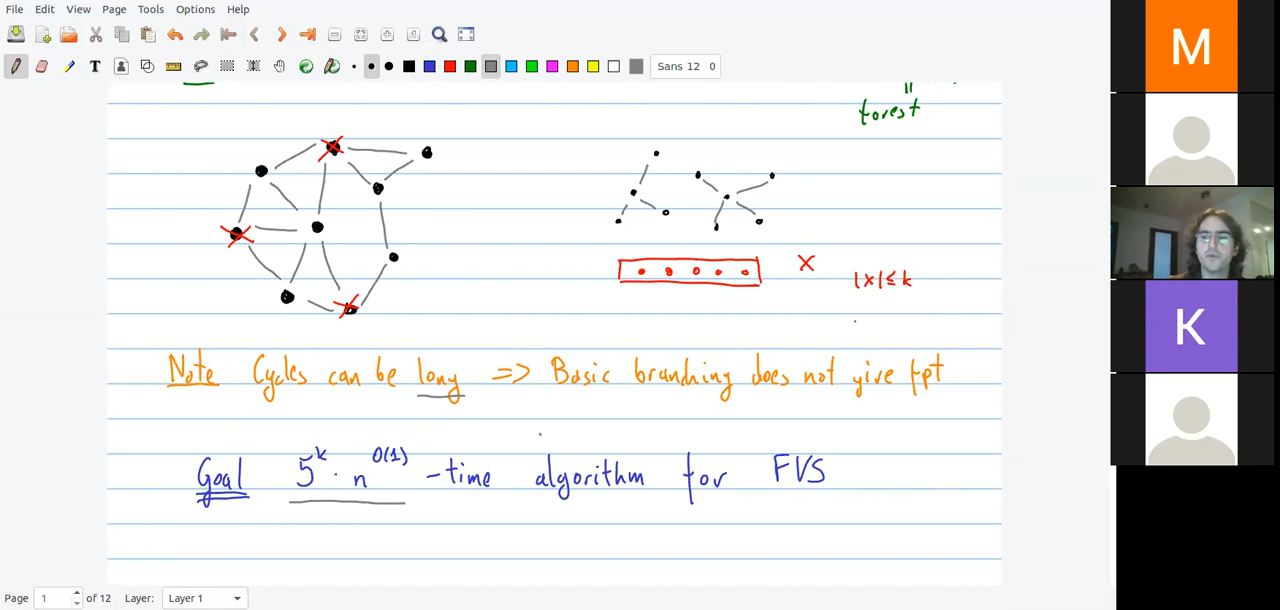 File Edit View Page Tools Options Help
Sans 12 0
forest
X
|X| ≤ k
Note Cycles can be long => Basic branching does not give fpt
Goal 5^k · n^O(1) -time algorithm for FVS
Page 1 of 12 Layer: Layer 1
M
K